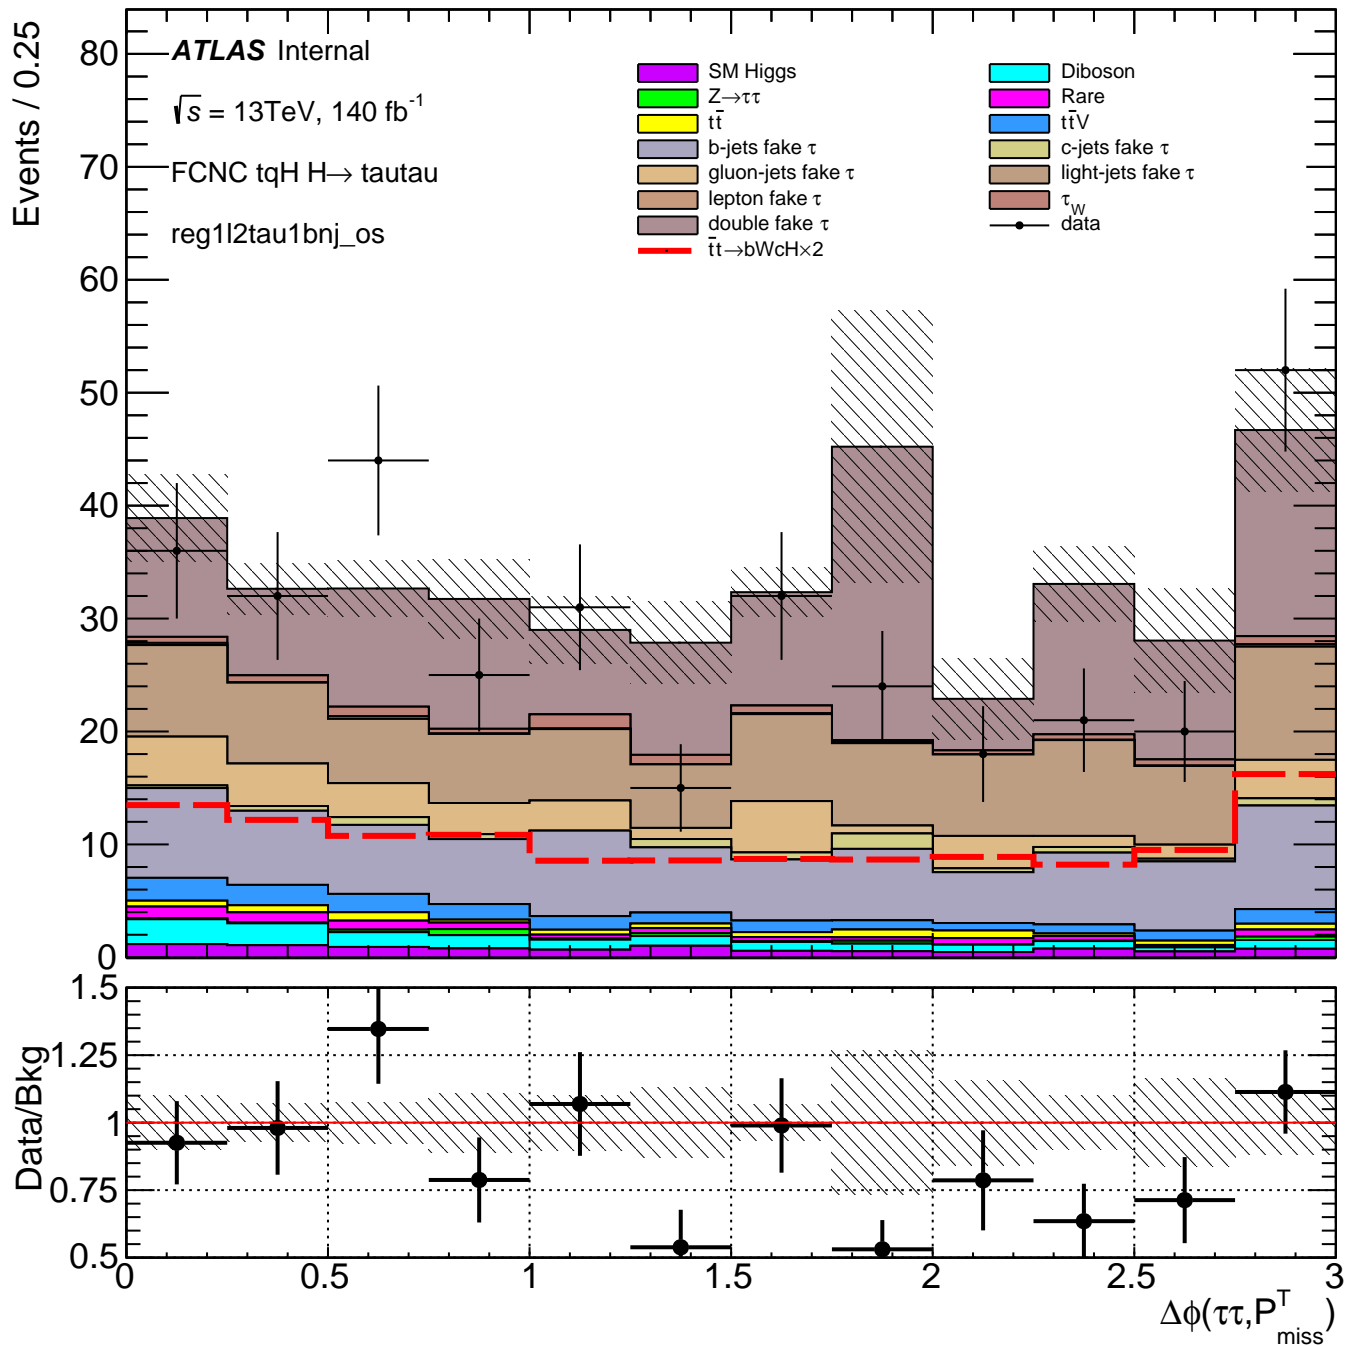 Events / 0.25
80
70
60
50
40
30
20
10
0
ATLAS Internal
√s = 13TeV, 140 fb⁻¹
FCNC tqH H→ tautau
reg1l2tau1bnj_os
SM Higgs
Z→ττ
tt̄
b-jets fake τ
gluon-jets fake τ
lepton fake τ
double fake τ
t̄t→bWcH×2
Diboson
Rare
tt̄V
c-jets fake τ
light-jets fake τ
τ_W
data
Data/Bkg
1.5
1.25
1
0.75
0.5
0 0.5 1 1.5 2 2.5 3
Δϕ(ττ,P^T_miss)